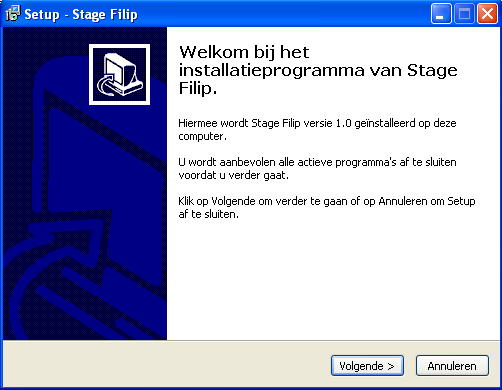 Setup - Stage Filip
Welkom bij het
installatieprogramma van Stage
Filip.
Hiermee wordt Stage Filip versie 1.0 geïnstalleerd op deze
computer.
U wordt aanbevolen alle actieve programma's af te sluiten
voordat u verder gaat.
Klik op Volgende om verder te gaan of op Annuleren om Setup
af te sluiten.
Volgende >
Annuleren